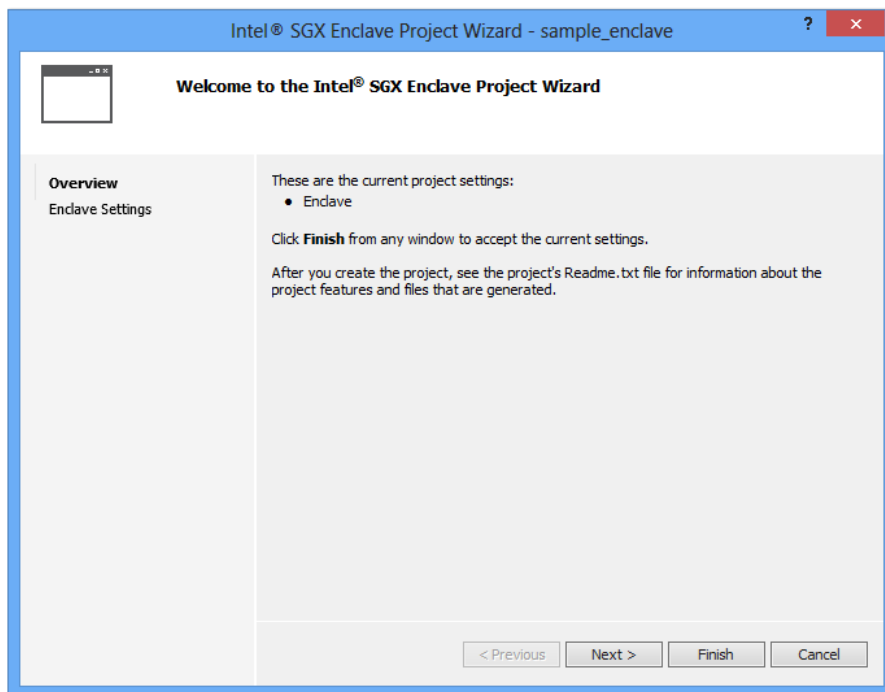 Intel® SGX Enclave Project Wizard - sample_enclave
?
Welcome to the Intel® SGX Enclave Project Wizard
Overview
Enclave Settings
These are the current project settings:
● Enclave
Click Finish from any window to accept the current settings.
After you create the project, see the project's Readme.txt file for information about the
project features and files that are generated.
< Previous
Next >
Finish
Cancel